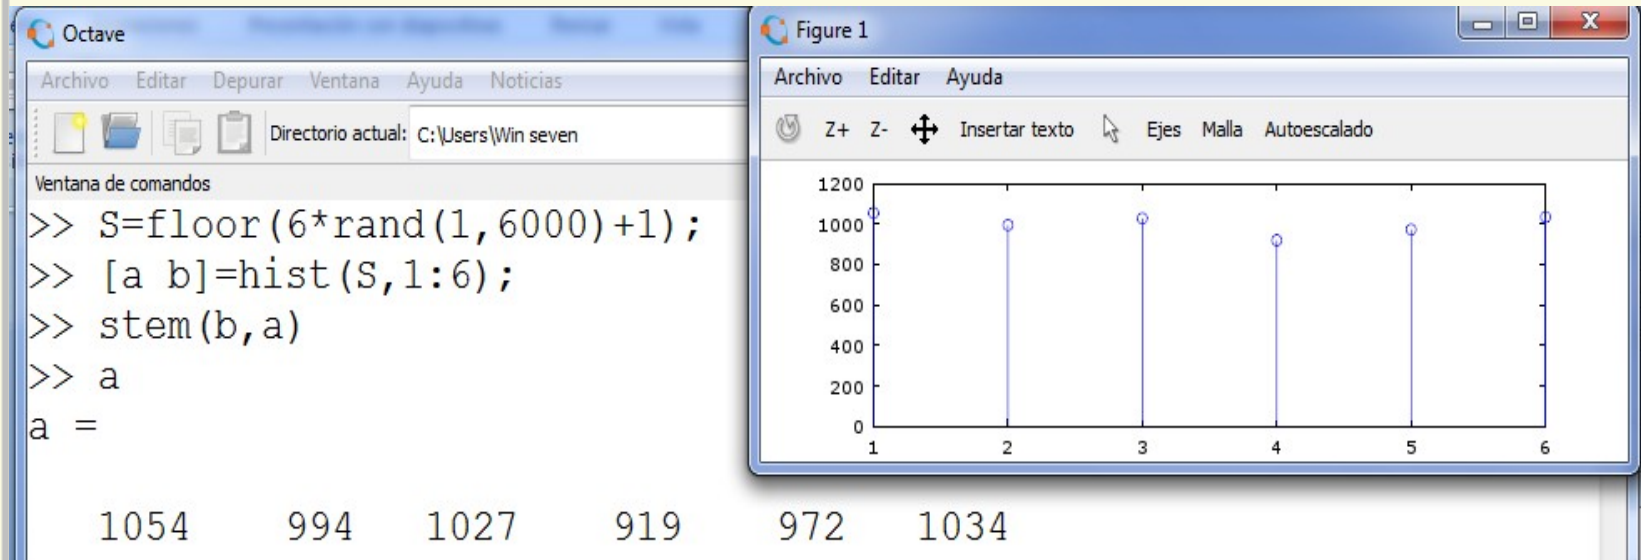 Octave
Archivo Editar Depurar Ventana Ayuda Noticias
Directorio actual: C:\Users\Win seven
Ventana de comandos
>> S=floor(6*rand(1,6000)+1);
>> [a b]=hist(S,1:6);
>> stem(b,a)
>> a
a =
1054 994 1027 919 972 1034
Figure 1
Archivo Editar Ayuda
Z+ Z- Insertar texto Ejes Malla Autoescalado
1200
1000
800
600
400
200
0
1 2 3 4 5 6